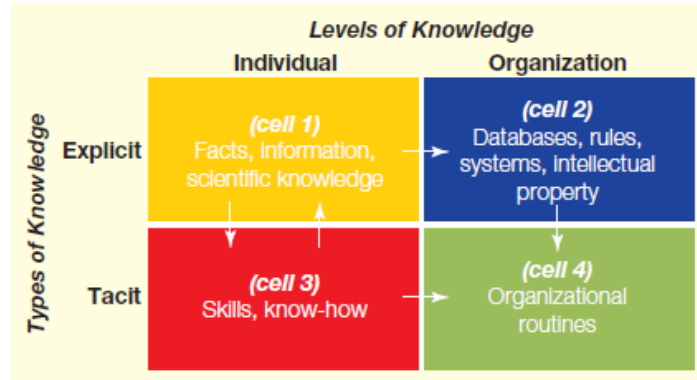 Levels of Knowledge
Individual
Organization
Types of Knowledge
Explicit
(cell 1)
Facts, information,
scientific knowledge
(cell 2)
Databases, rules,
systems, intellectual
property
Tacit
(cell 3)
Skills, know-how
(cell 4)
Organizational
routines